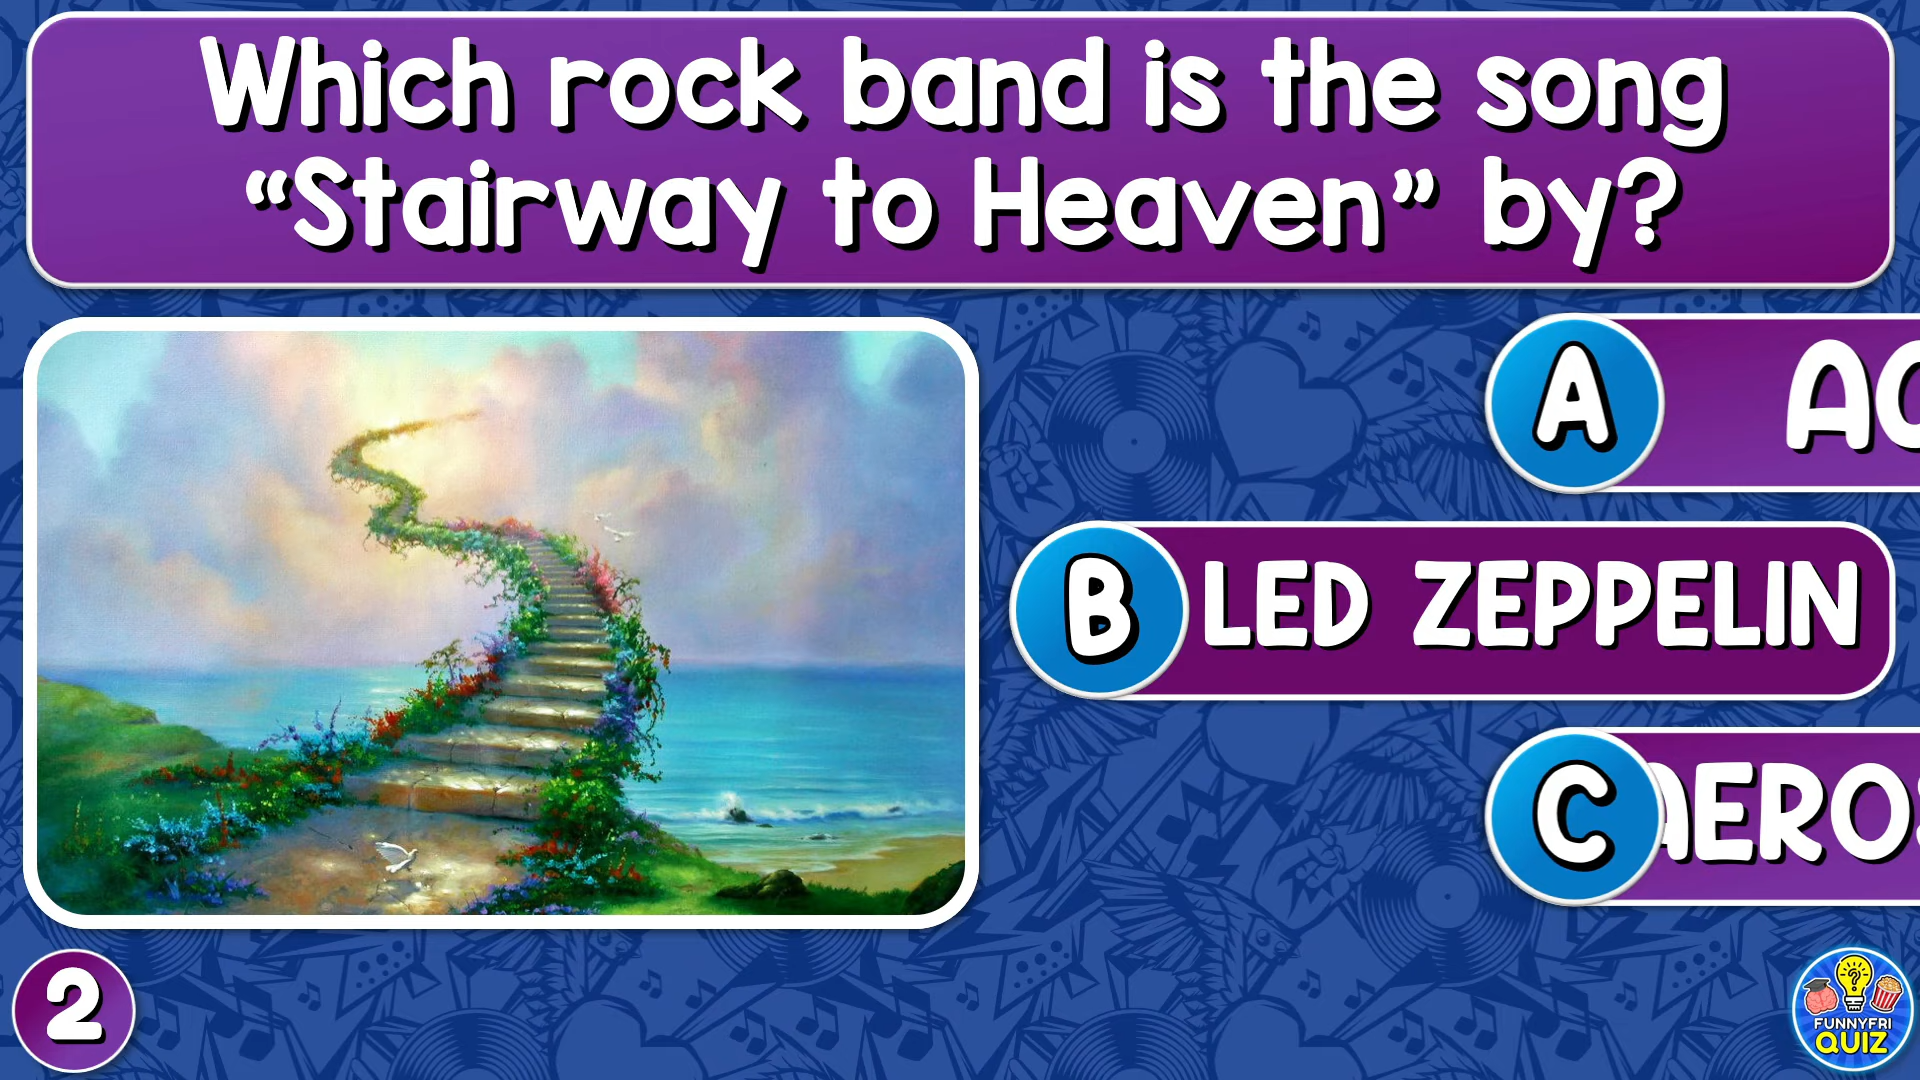 Which rock band is the song
“Stairway to Heaven” by?
A
B LED ZEPPELIN
C
2
FUNNYFRI
QUIZ